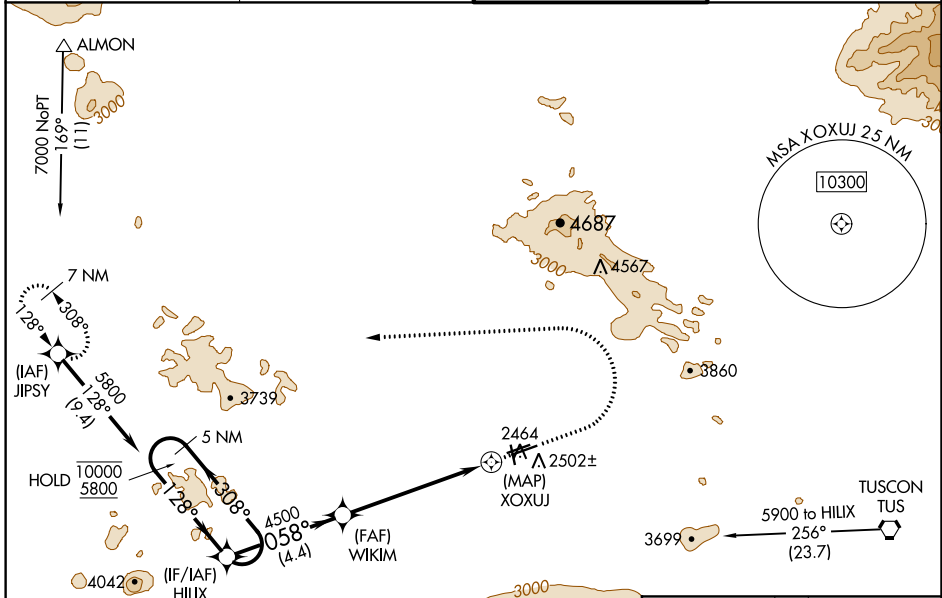 ALMON
3000
7000 NoPT
169°
(11)
MSA XOXUJ 25 NM
10300
4687
3000
4567
7 NM
308°
128°
(IAF)
JIPSY
5800
128°
(9.4)
3739
3860
5 NM
HOLD
10000
5800
308°
128°
2464
2502±
(MAP)
XOXUJ
4500
058°
(4.4)
(FAF)
WIKIM
TUSCON
TUS
5900 to HILIX
256°
(23.7)
3699
4042
(IF/IAF)
HILIX
3000